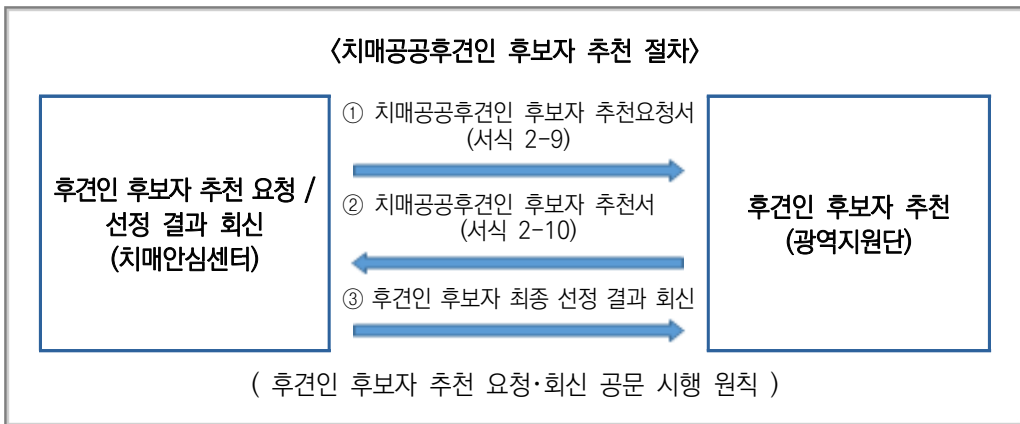 〈치매공공후견인 후보자 추천 절차〉
① 치매공공후견인 후보자 추천요청서
(서식 2-9)
후견인 후보자 추천 요청 /
선정 결과 회신
(치매안심센터)
② 치매공공후견인 후보자 추천서
(서식 2-10)
후견인 후보자 추천
(광역지원단)
③ 후견인 후보자 최종 선정 결과 회신
( 후견인 후보자 추천 요청·회신 공문 시행 원칙 )